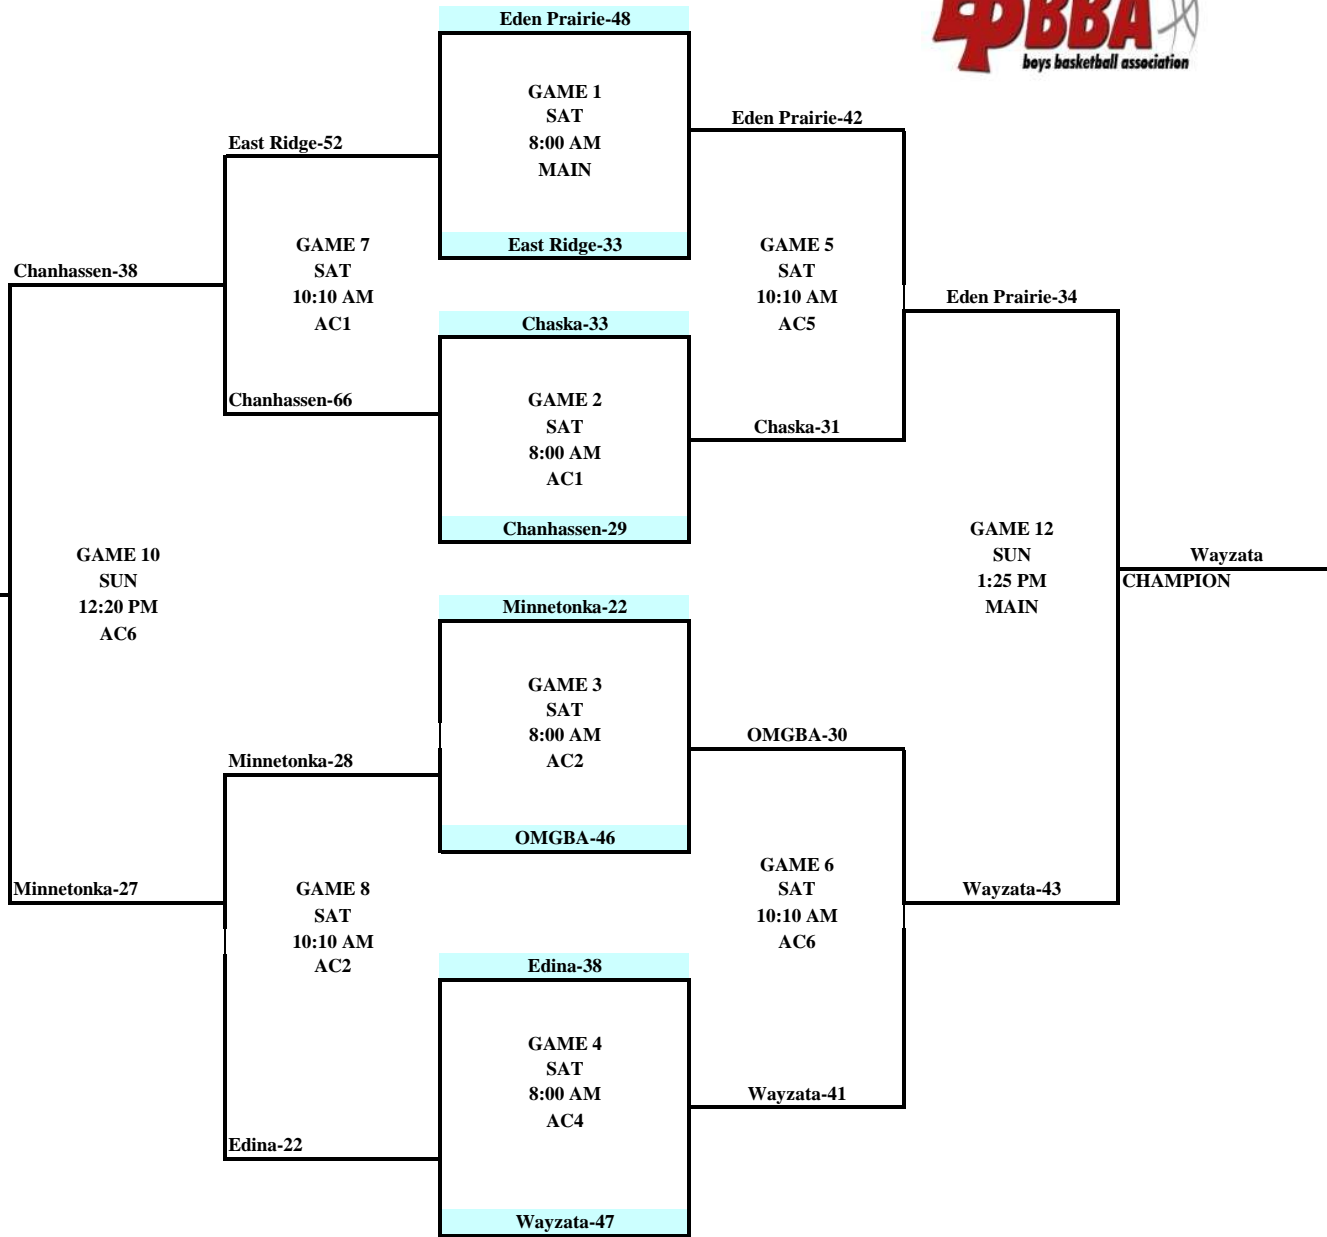 Eden Prairie-48
EPBBA
boys basketball association
GAME 1
SAT
8:00 AM
MAIN
Eden Prairie-42
East Ridge-52
East Ridge-33
GAME 7
SAT
10:10 AM
AC1
GAME 5
SAT
10:10 AM
AC5
Chanhassen-38
Eden Prairie-34
Chaska-33
Chanhassen-66
GAME 2
SAT
8:00 AM
AC1
Chaska-31
Chanhassen-29
GAME 10
SUN
12:20 PM
AC6
GAME 12
SUN
1:25 PM
MAIN
Wayzata
CHAMPION
Minnetonka-22
GAME 3
SAT
8:00 AM
AC2
OMGBA-30
Minnetonka-28
OMGBA-46
Minnetonka-27
GAME 8
SAT
10:10 AM
AC2
GAME 6
SAT
10:10 AM
AC6
Wayzata-43
Edina-38
GAME 4
SAT
8:00 AM
AC4
Wayzata-41
Edina-22
Wayzata-47